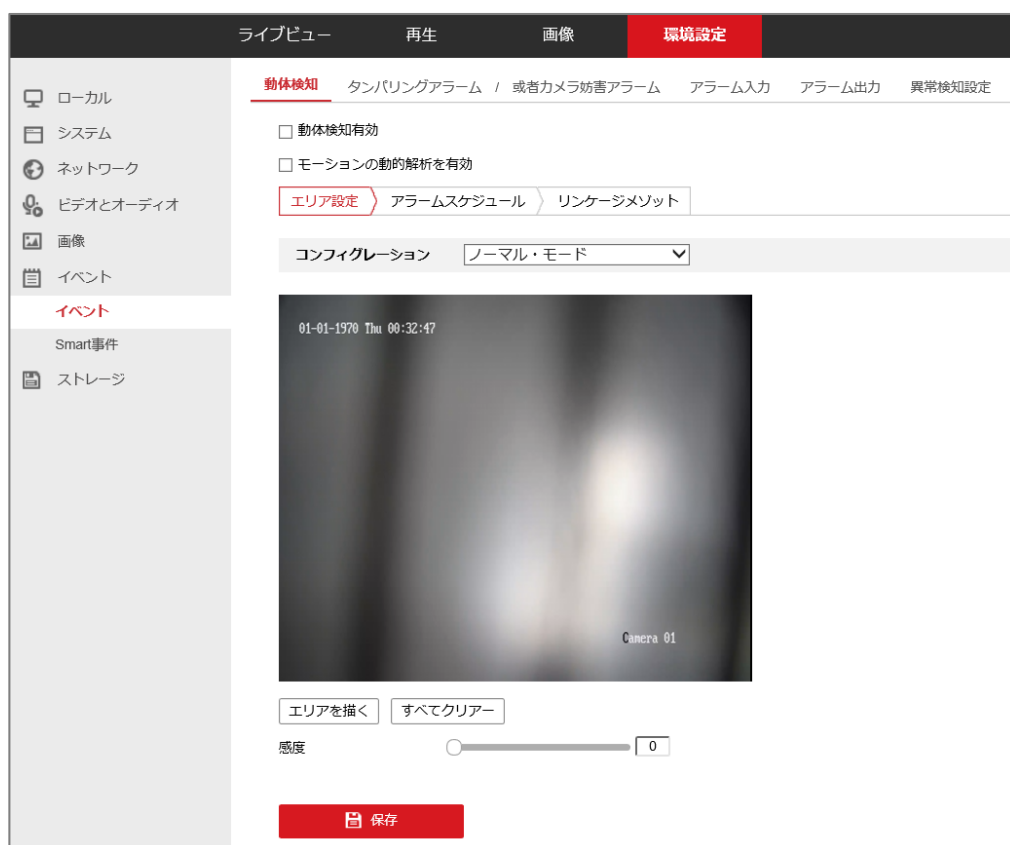 ライブビュー 再生 画像 環境設定
ローカル
システム
ネットワーク
ビデオとオーディオ
画像
イベント
イベント
Smart事件
ストレージ
動体検知 タンパリングアラーム / 或者カメラ妨害アラーム アラーム入力 アラーム出力 異常検知設定
動体検知有効
モーションの動的解析を有効
エリア設定 アラームスケジュール リンケージメソット
コンフィグレーション ノーマル・モード
01-01-1970 Thu 00:32:47
Camera 01
エリアを描く すべてクリアー
感度 0
保存